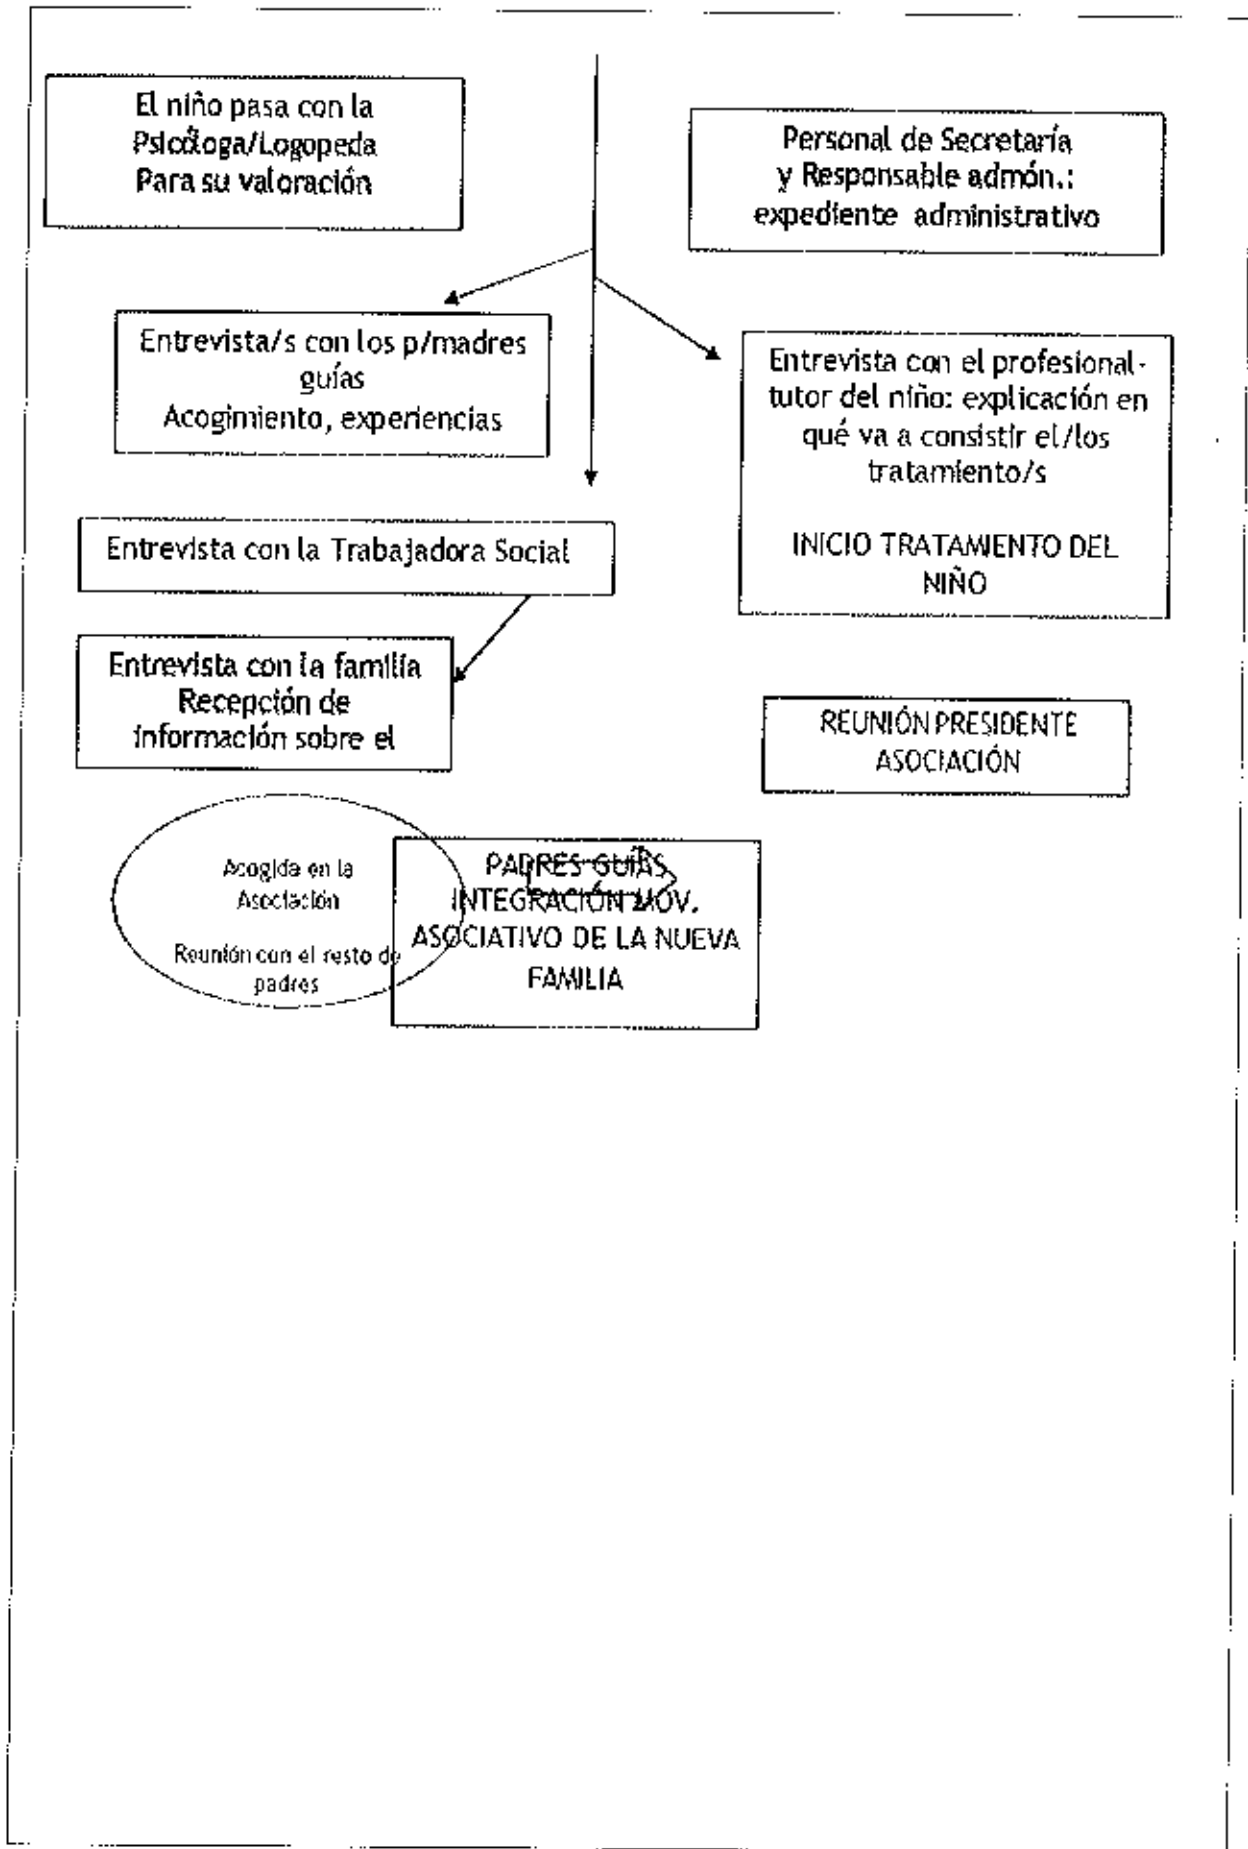 El niño pasa con la
Psicóloga/Logopeda
Para su valoración
Personal de Secretaría
y Responsable admón.:
expediente administrativo
Entrevista/s con los p/madres
guías
Acogimiento, experiencias
Entrevista con el profesional-
tutor del niño: explicación en
qué va a consistir el/los
tratamiento/s
INICIO TRATAMIENTO DEL
NIÑO
Entrevista con la Trabajadora Social
Entrevista con la familia
Recepción de
información sobre el
REUNIÓN PRESIDENTE
ASOCIACIÓN
Acogida en la
Asociación
Reunión con el resto de
padres
PADRES GUÍAS
INTEGRACIÓN MOV.
ASOCIATIVO DE LA NUEVA
FAMILIA